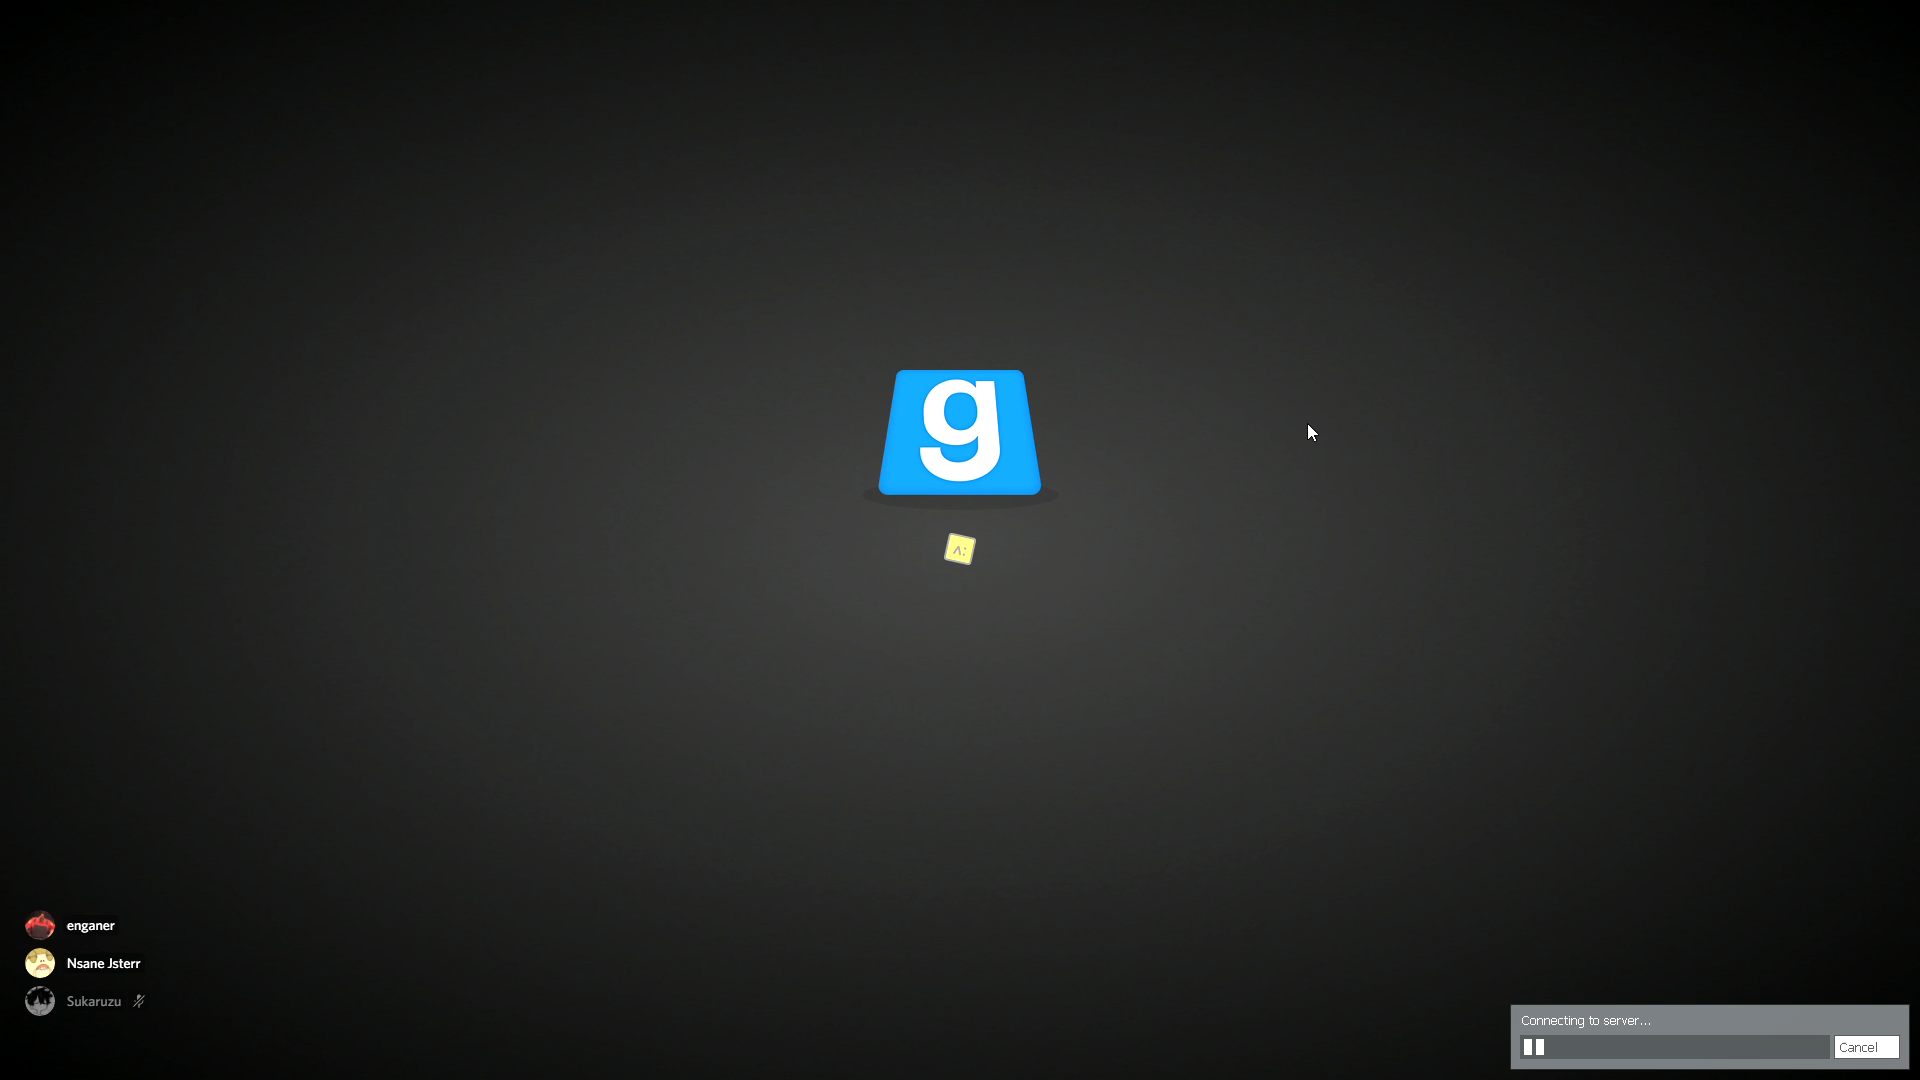 g
enganer
Nsane Jsterr
Sukaruzu
Connecting to server...
Cancel